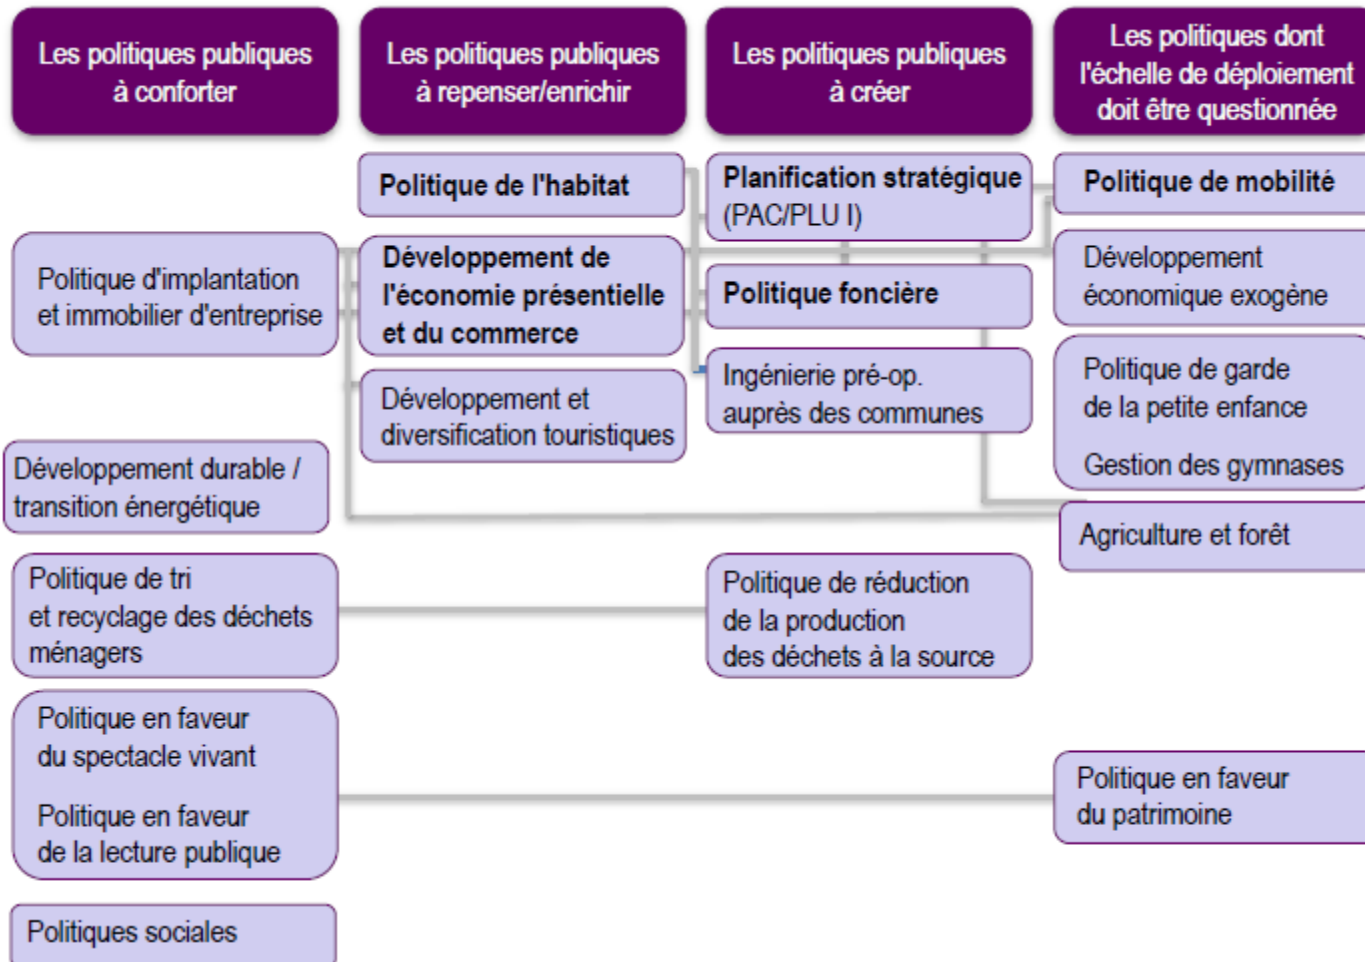 Les politiques publiques
à conforter
Les politiques publiques
à repenser/enrichir
Les politiques publiques
à créer
Les politiques dont
l'échelle de déploiement
doit être questionnée
Politique d'implantation
et immobilier d'entreprise
Développement durable /
transition énergétique
Politique de tri
et recyclage des déchets
ménagers
Politique en faveur
du spectacle vivant
Politique en faveur
de la lecture publique
Politiques sociales
Politique de l'habitat
Développement de
l'économie présentielle
et du commerce
Développement et
diversification touristiques
Planification stratégique
(PAC/PLU I)
Politique foncière
Ingénierie pré-op.
auprès des communes
Politique de réduction
de la production
des déchets à la source
Politique de mobilité
Développement
économique exogène
Politique de garde
de la petite enfance
Gestion des gymnases
Agriculture et forêt
Politique en faveur
du patrimoine